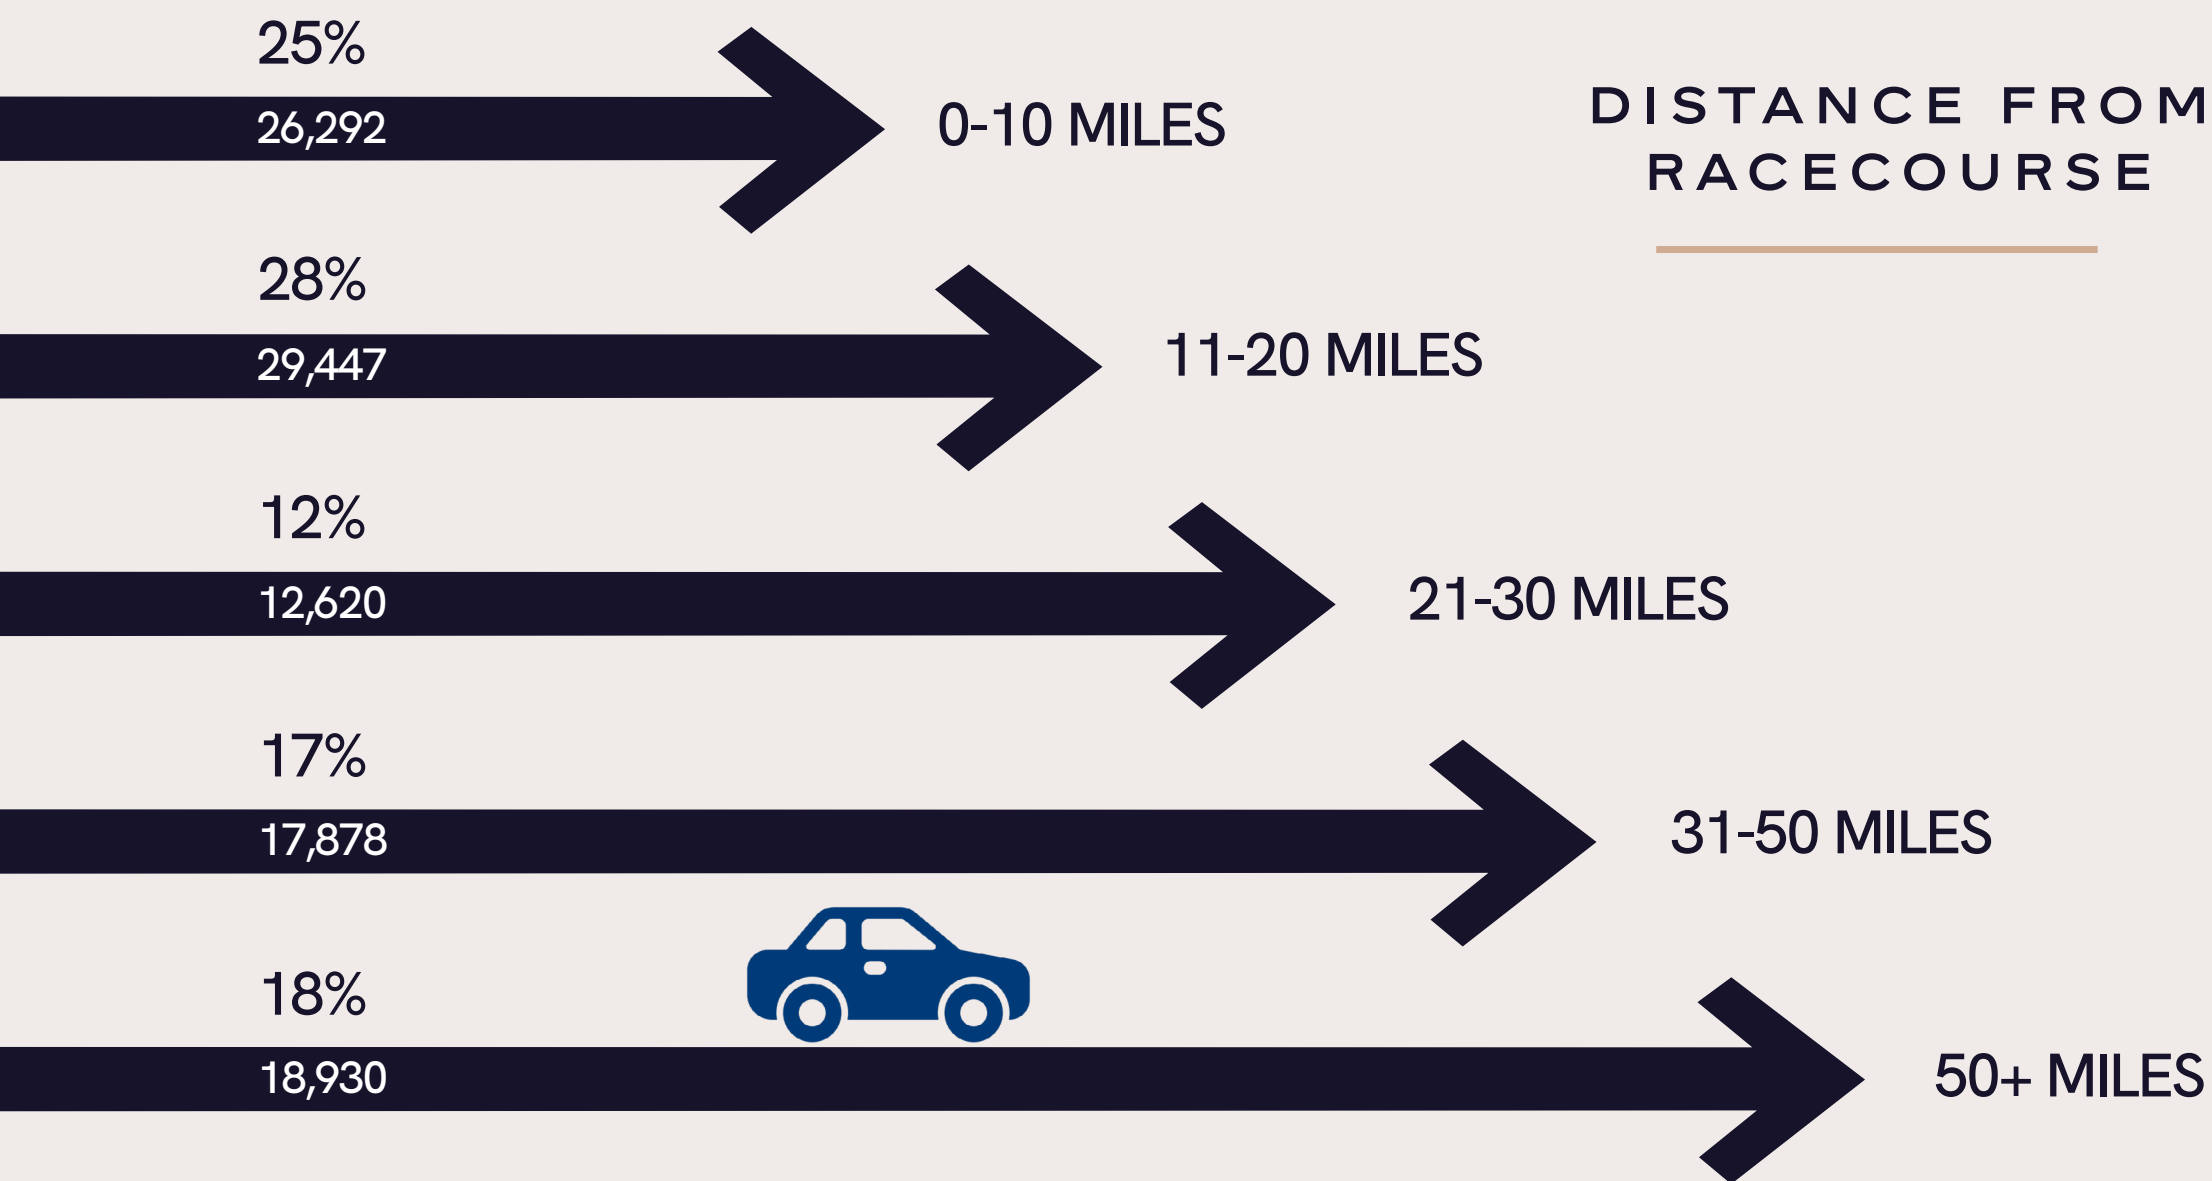 DISTANCE FROM
RACECOURSE
25%
26,292
0-10 MILES
28%
29,447
11-20 MILES
12%
12,620
21-30 MILES
17%
17,878
31-50 MILES
18%
18,930
50+ MILES